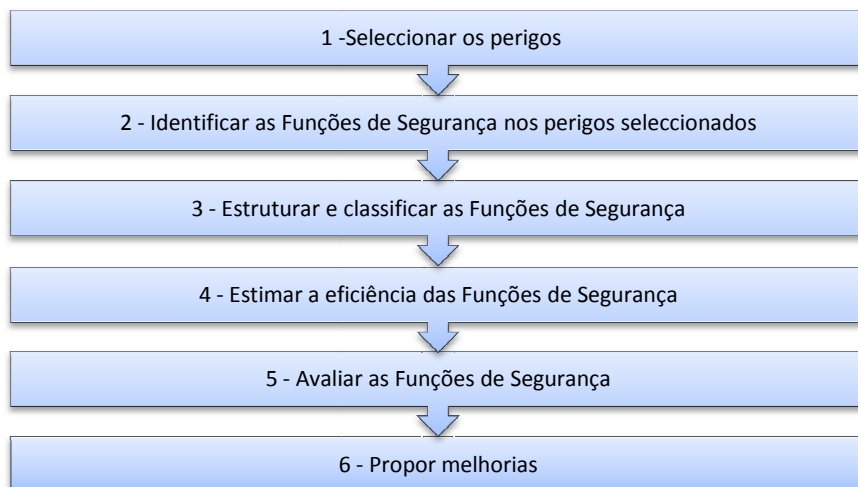 1 -Seleccionar os perigos
2 - Identificar as Funções de Segurança nos perigos seleccionados
3 - Estruturar e classificar as Funções de Segurança
4 - Estimar a eficiência das Funções de Segurança
5 - Avaliar as Funções de Segurança
6 - Propor melhorias